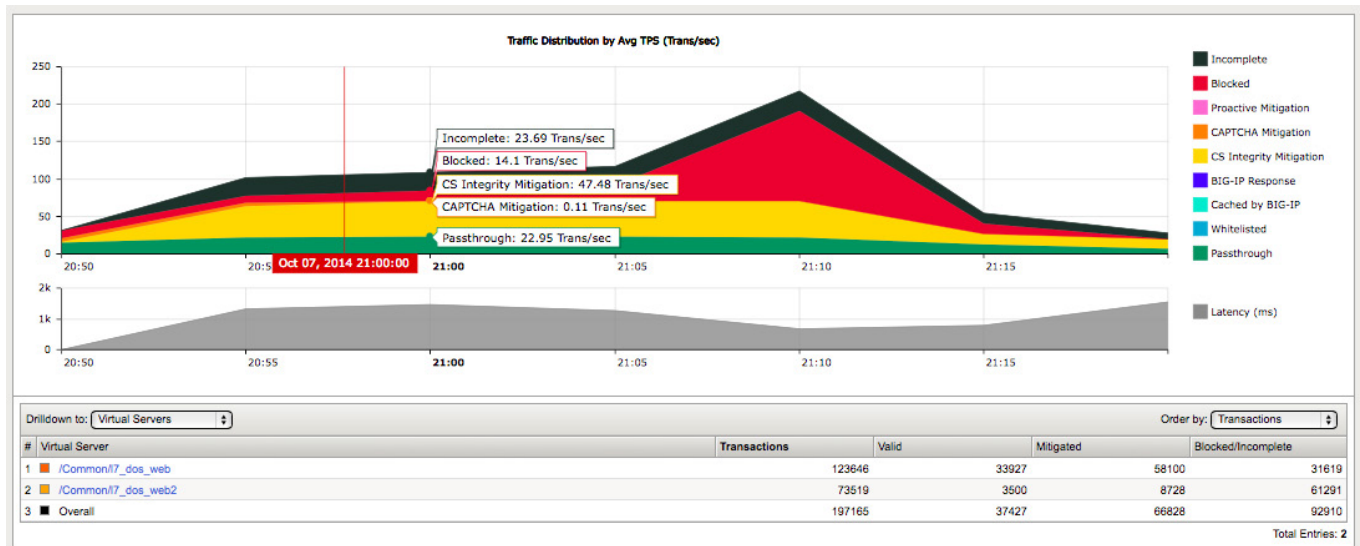 Traffic Distribution by Avg TPS (Trans/sec)
250
200
150
100
50
0
Incomplete: 23.69 Trans/sec
Blocked: 14.1 Trans/sec
CS Integrity Mitigation: 47.48 Trans/sec
CAPTCHA Mitigation: 0.11 Trans/sec
Passthrough: 22.95 Trans/sec
20:50 20:5 Oct 07, 2014 21:00:00 21:00 21:05 21:10 21:15
Incomplete
Blocked
Proactive Mitigation
CAPTCHA Mitigation
CS Integrity Mitigation
BIG-IP Response
Cached by BIG-IP
Whitelisted
Passthrough
2k
1k
0
20:50 20:55 21:00 21:05 21:10 21:15
Latency (ms)
Drilldown to: Virtual Servers Order by: Transactions
# Virtual Server Transactions Valid Mitigated Blocked/Incomplete
1 /Common/l7_dos_web 123646 33927 58100 31619
2 /Common/l7_dos_web2 73519 3500 8728 61291
3 Overall 197165 37427 66828 92910
Total Entries: 2